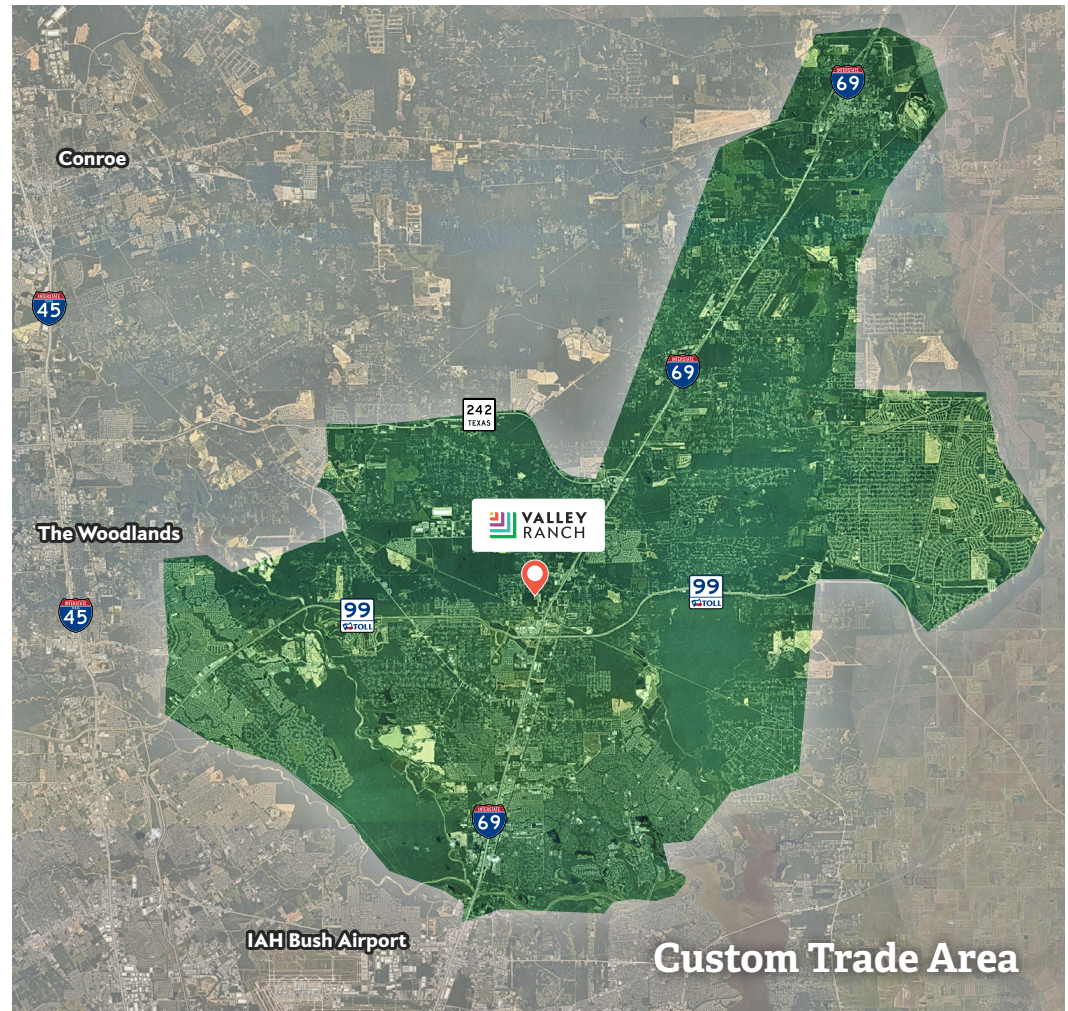 INTERSTATE
69
Conroe
INTERSTATE
45
INTERSTATE
69
242
TEXAS
VALLEY
RANCH
The Woodlands
99
TOLL
INTERSTATE
45
99
TOLL
INTERSTATE
69
IAH Bush Airport
Custom Trade Area